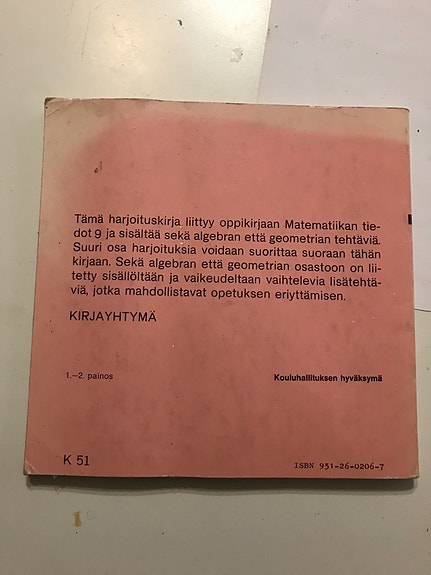 Tämä harjoituskirja liittyy oppikirjaan Matematiikan tie-
dot 9 ja sisältää sekä algebran että geometrian tehtäviä.
Suuri osa harjoituksia voidaan suorittaa suoraan tähän
kirjaan. Sekä algebran että geometrian osastoon on lii-
tetty sisällöltään ja vaikeudeltaan vaihtelevia lisätehtä-
viä, jotka mahdollistavat opetuksen eriyttämisen.
KIRJAYHTYMÄ
1.—2. painos
Kouluhallituksen hyväksymä
K 51
ISBN 951-26-0206-7